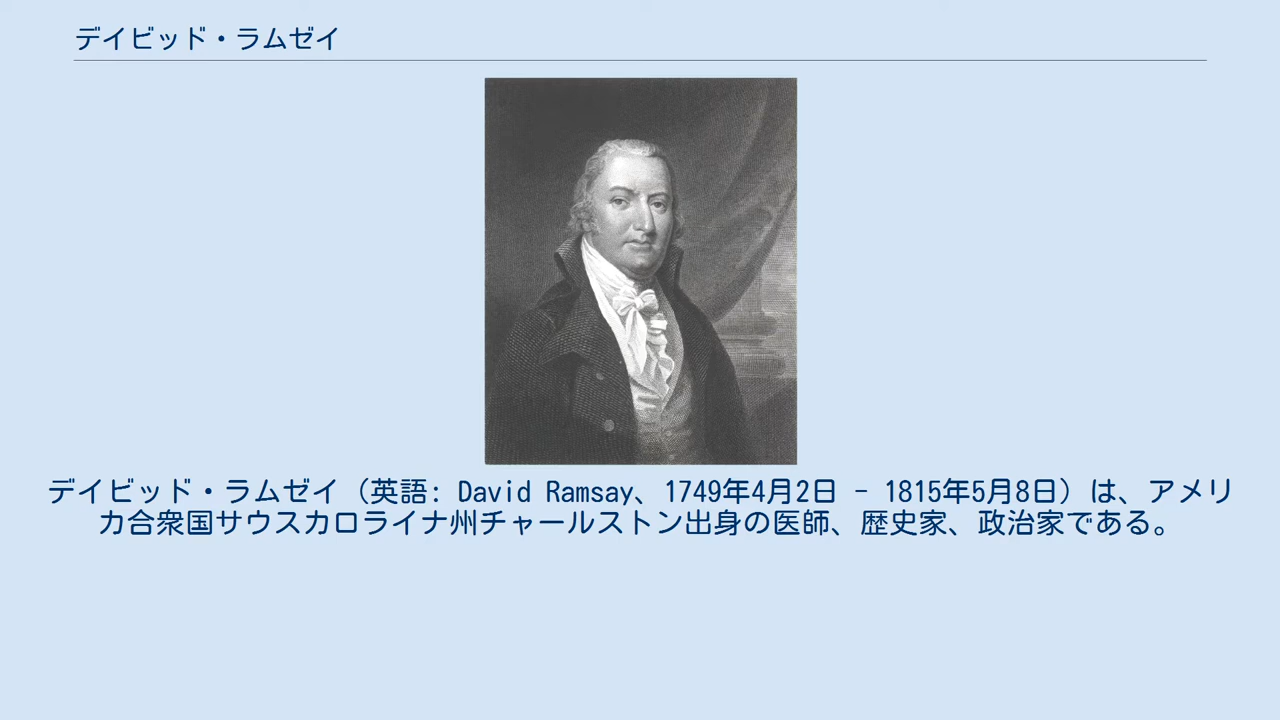 デイビッド・ラムゼイ
デイビッド・ラムゼイ（英語: David Ramsay、1749年4月2日 - 1815年5月8日）は、アメリ
カ合衆国サウスカロライナ州チャールストン出身の医師、歴史家、政治家である。